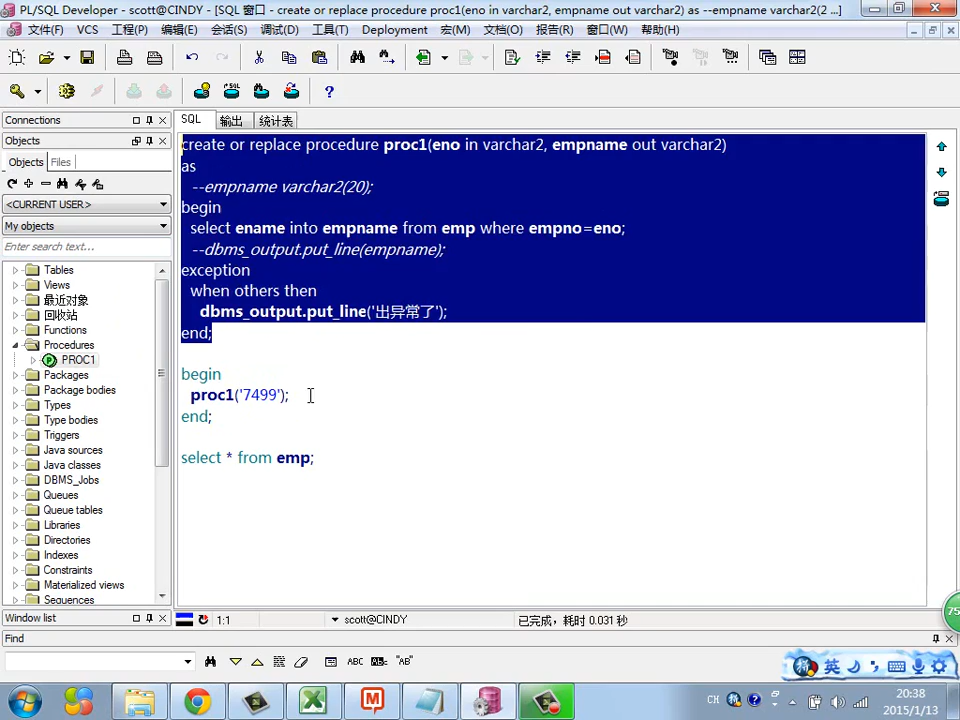 PL/SQL Developer - scott@CINDY - [SQL 窗口 - create or replace procedure proc1(eno in varchar2, empname out varchar2) as --empname varchar2(2 ...]
文件(F) VCS 工程(P) 编辑(E) 会话(S) 调试(D) 工具(T) Deployment 宏(M) 文档(O) 报告(R) 窗口(W) 帮助(H)
Connections
SQL 输出 统计表
Objects
Objects Files
<CURRENT USER>
My objects
Enter search text...
Tables
Views
最近对象
回收站
Functions
Procedures
PROC1
Packages
Package bodies
Types
Type bodies
Triggers
Java sources
Java classes
DBMS_Jobs
Queues
Queue tables
Libraries
Directories
Indexes
Constraints
Materialized views
Sequences
create or replace procedure proc1(eno in varchar2, empname out varchar2)
as
--empname varchar2(20);
begin
select ename into empname from emp where empno=eno;
--dbms_output.put_line(empname);
exception
when others then
dbms_output.put_line('出异常了');
end;
begin
proc1('7499');
end;
select * from emp;
Window list
1:1 scott@CINDY 已完成, 耗时 0.031 秒
Find
ABC "AB"
英
75
CH
20:38
2015/1/13